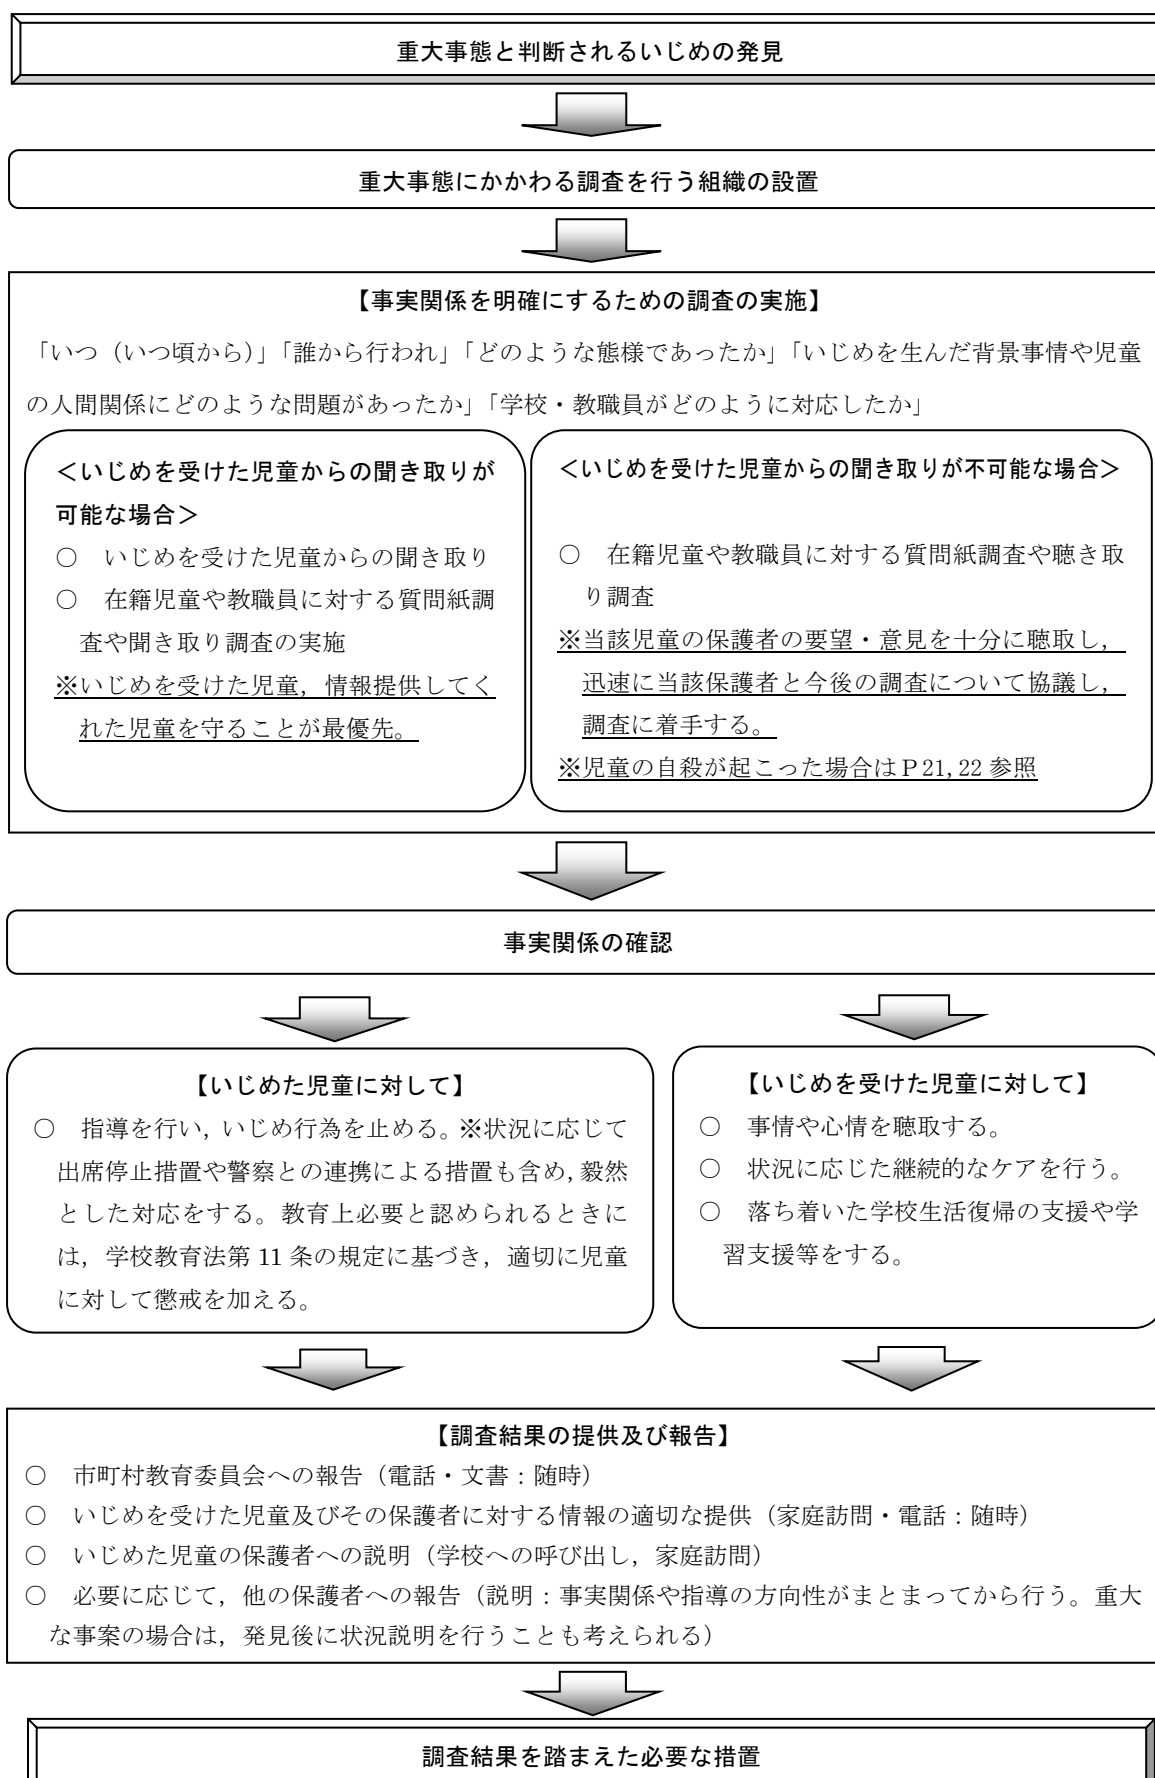 重大事態と判断されるいじめの発見
重大事態にかかわる調査を行う組織の設置
【事実関係を明確にするための調査の実施】
「いつ（いつ頃から）」「誰から行われ」「どのような態様であったか」「いじめを生んだ背景事情や児童
の人間関係にどのような問題があったか」「学校・教職員がどのように対応したか」
＜いじめを受けた児童からの聞き取りが
可能な場合＞
○　いじめを受けた児童からの聞き取り
○　在籍児童や教職員に対する質問紙調
査や聞き取り調査の実施
※いじめを受けた児童，情報提供してく
れた児童を守ることが最優先。
＜いじめを受けた児童からの聞き取りが不可能な場合＞
○　在籍児童や教職員に対する質問紙調査や聴き取
り調査
※当該児童の保護者の要望・意見を十分に聴取し，
迅速に当該保護者と今後の調査について協議し，
調査に着手する。
※児童の自殺が起こった場合はＰ21,22 参照
事実関係の確認
【いじめた児童に対して】
○　指導を行い,いじめ行為を止める。※状況に応じて
出席停止措置や警察との連携による措置も含め,毅然
とした対応をする。教育上必要と認められるときに
は，学校教育法第 11 条の規定に基づき，適切に児童
に対して懲戒を加える。
【いじめを受けた児童に対して】
○　事情や心情を聴取する。
○　状況に応じた継続的なケアを行う。
○　落ち着いた学校生活復帰の支援や学
習支援等をする。
【調査結果の提供及び報告】
○　市町村教育委員会への報告（電話・文書：随時）
○　いじめを受けた児童及びその保護者に対する情報の適切な提供（家庭訪問・電話：随時）
○　いじめた児童の保護者への説明（学校への呼び出し，家庭訪問）
○　必要に応じて，他の保護者への報告（説明：事実関係や指導の方向性がまとまってから行う。重大
な事案の場合は，発見後に状況説明を行うことも考えられる）
調査結果を踏まえた必要な措置